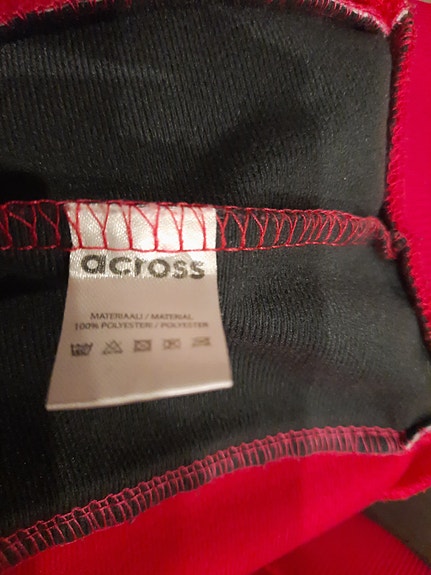 across
MATERIAALI / MATERIAL
100% POLYESTERI / POLYESTER